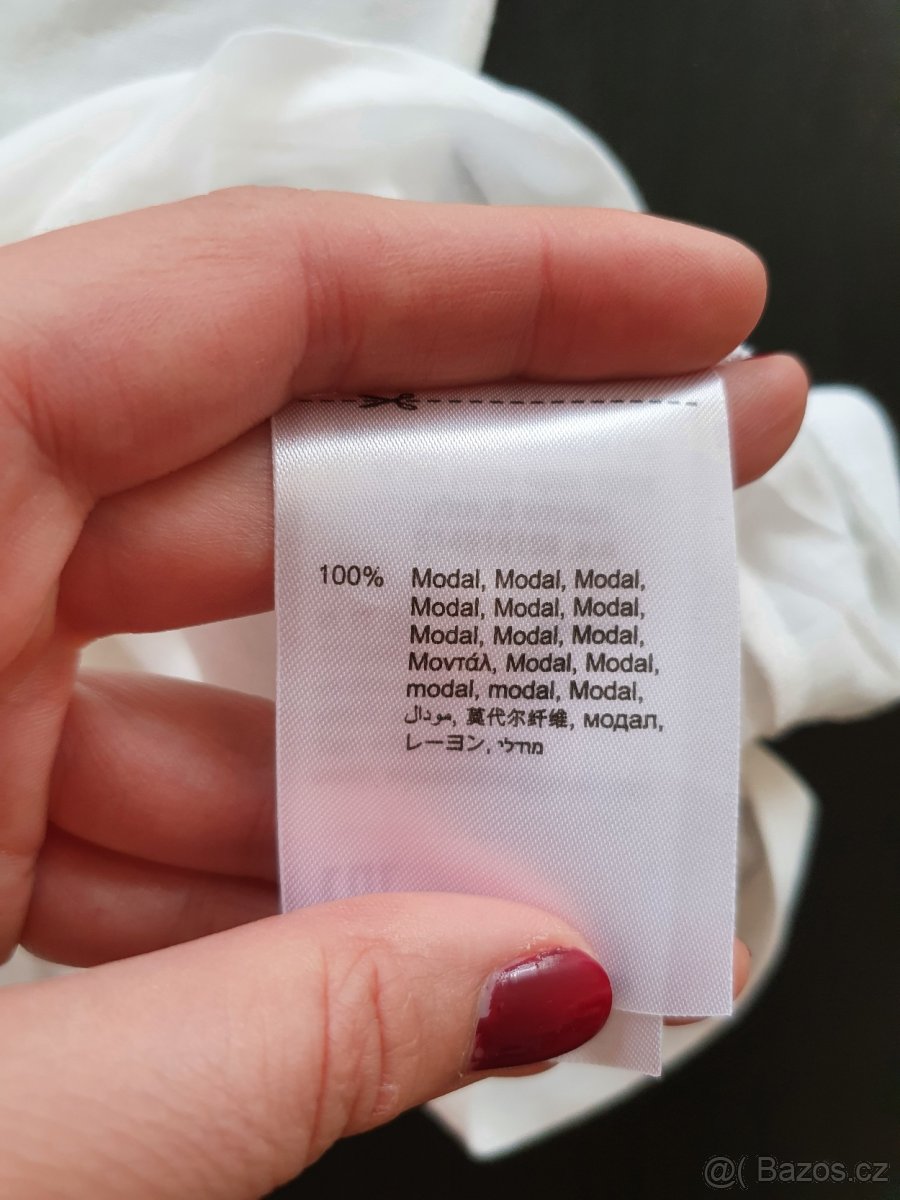 100% Modal, Modal, Modal,
Modal, Modal, Modal,
Modal, Modal, Modal,
Μοντάλ, Modal, Modal,
modal, modal, Modal,
مودال, 莫代尔纤维, модал,
レーヨン, מודלי
@( Bazoš.cz